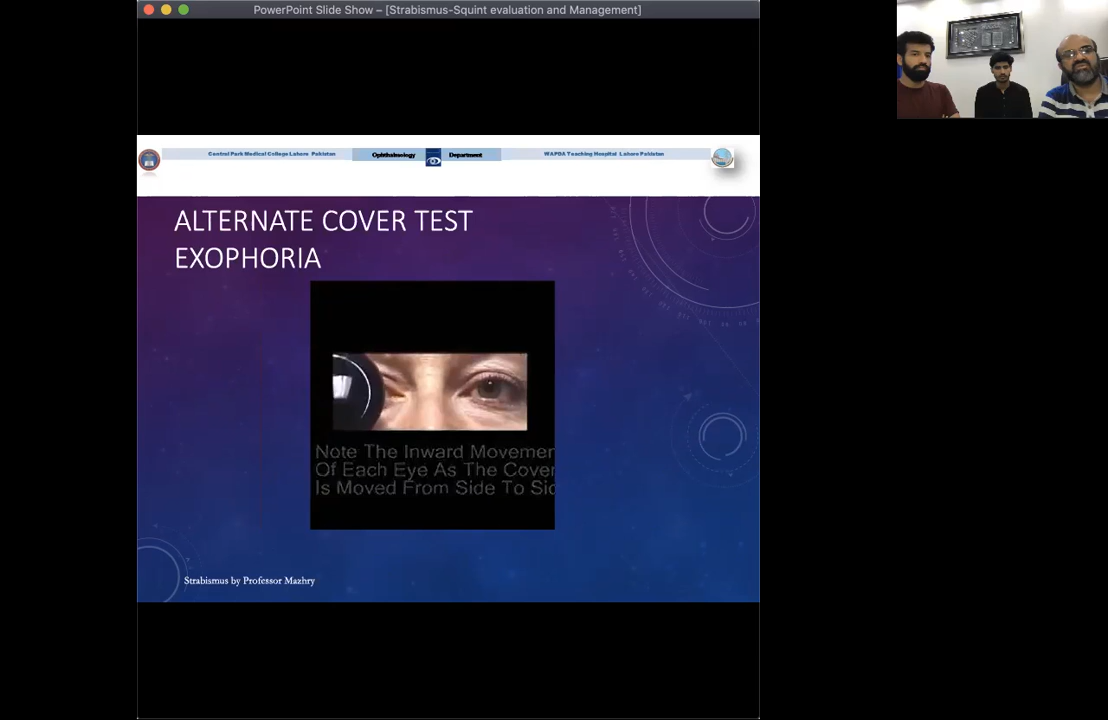 PowerPoint Slide Show – [Strabismus-Squint evaluation and Management]
Central Park Medical College Lahore Pakistan
Ophthalmology Department
WAPDA Teaching Hospital Lahore Pakistan
ALTERNATE COVER TEST
EXOPHORIA
Note The Inward Movemen
Of Each Eye As The Cover
Is Moved From Side To Sid
Strabismus by Professor Mazhry